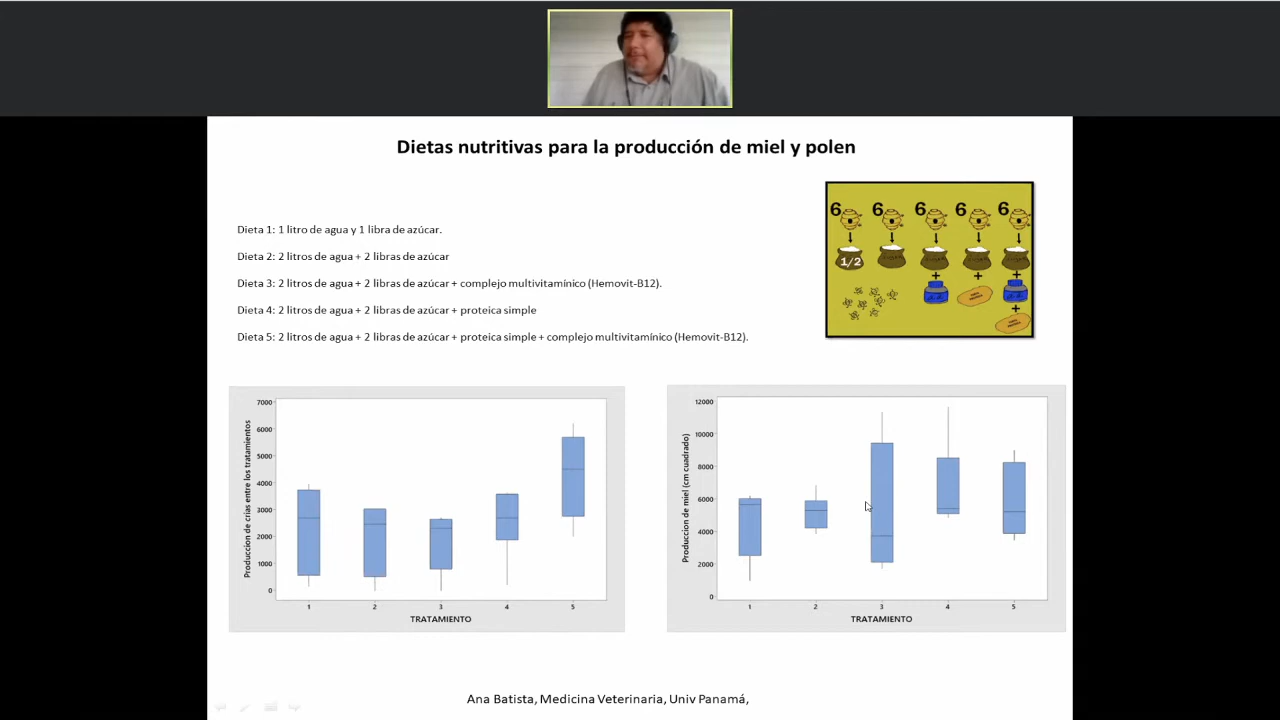 Dietas nutritivas para la producción de miel y polen
Dieta 1: 1 litro de agua y 1 libra de azúcar.
Dieta 2: 2 litros de agua + 2 libras de azúcar
Dieta 3: 2 litros de agua + 2 libras de azúcar + complejo multivitamínico (Hemovit-B12).
Dieta 4: 2 litros de agua + 2 libras de azúcar + proteica simple
Dieta 5: 2 litros de agua + 2 libras de azúcar + proteica simple + complejo multivitamínico (Hemovit-B12).
6 6 6 6 6
1/2
+ + +
+
Produccion de crías entre los tratamientos
7000
6000
5000
4000
3000
2000
1000
0
1 2 3 4 5
TRATAMIENTO
Produccion de miel (cm cuadrado)
12000
10000
8000
6000
4000
2000
0
1 2 3 4 5
TRATAMIENTO
Ana Batista, Medicina Veterinaria, Univ Panamá,